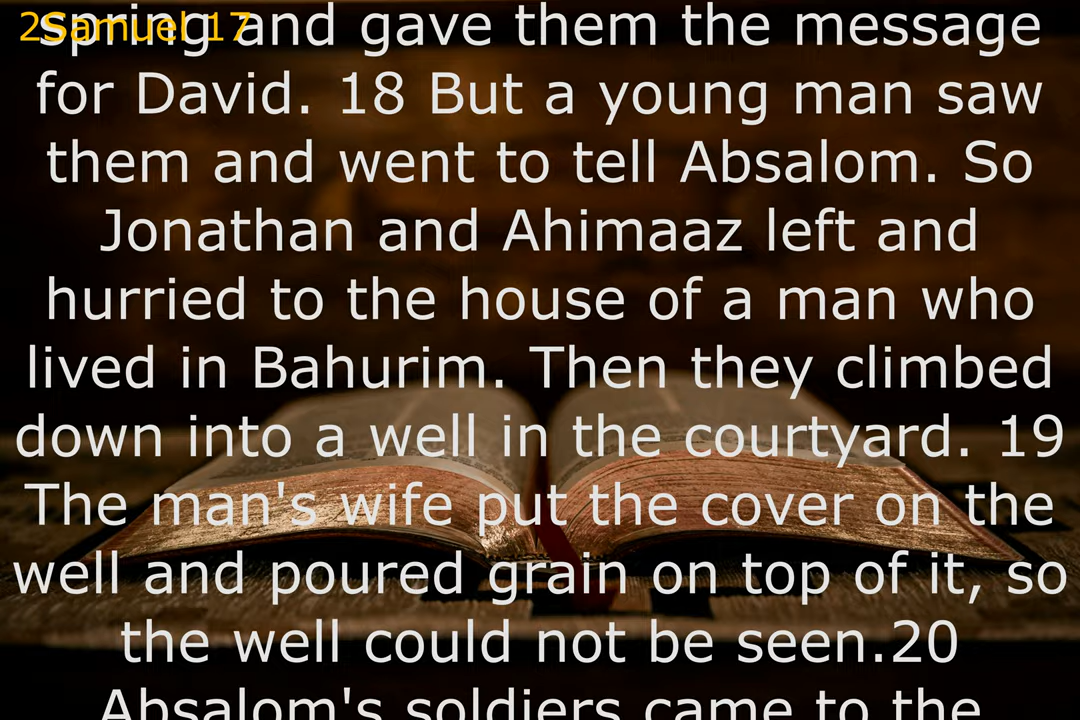 2Samuel 17
spring and gave them the message
for David. 18 But a young man saw
them and went to tell Absalom. So
Jonathan and Ahimaaz left and
hurried to the house of a man who
lived in Bahurim. Then they climbed
down into a well in the courtyard. 19
The man's wife put the cover on the
well and poured grain on top of it, so
the well could not be seen.20
Absalom's soldiers came to the